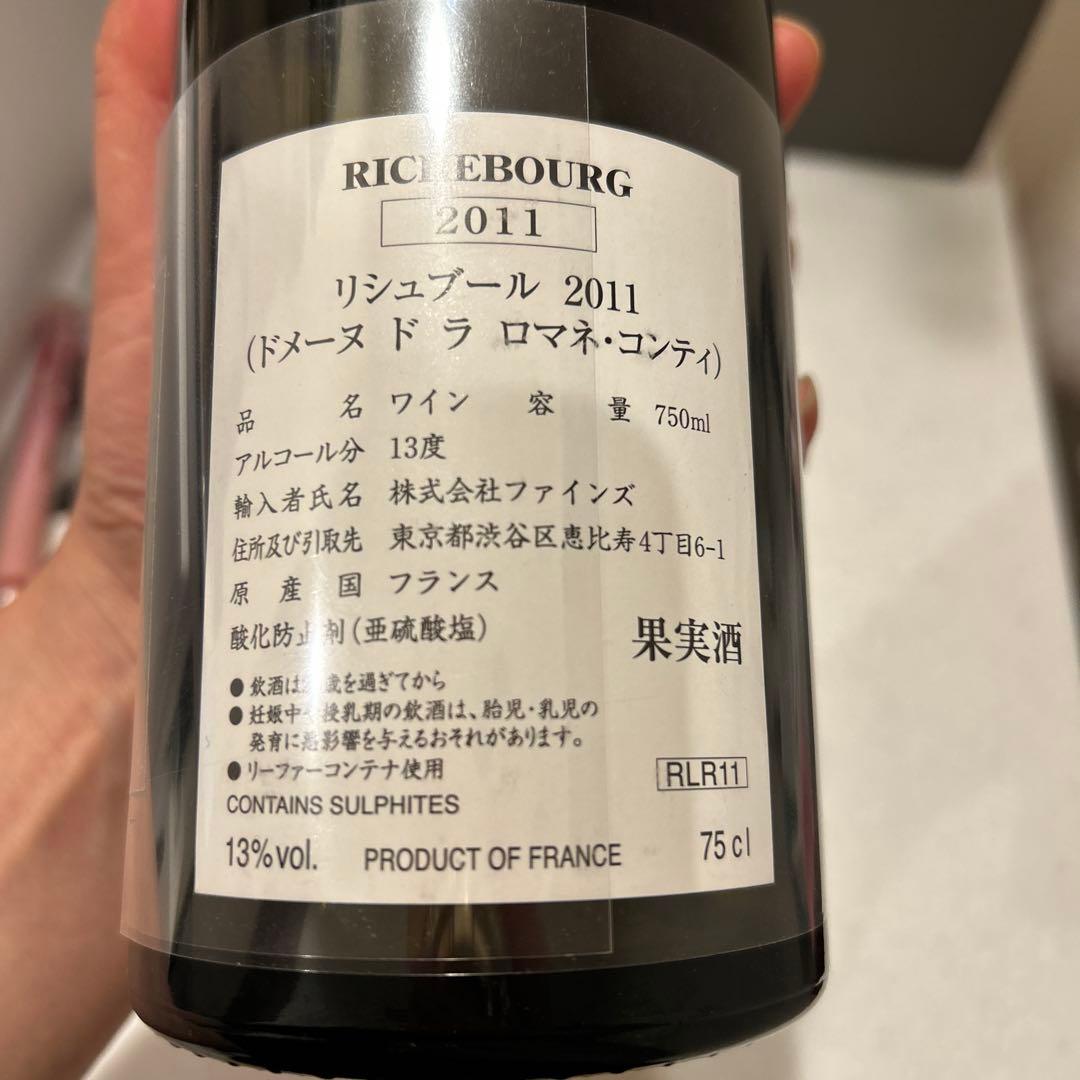 RICHEBOURG
2011
リシュブール 2011
(ドメーヌ ド ラ ロマネ・コンティ)
品名 ワイン 容量 750ml
アルコール分 13度
輸入者氏名 株式会社ファインズ
住所及び引取先 東京都渋谷区恵比寿4丁目6-1
原産国 フランス
酸化防止剤(亜硫酸塩)
果実酒
●飲酒は20歳を過ぎてから
●妊娠中や授乳期の飲酒は、胎児・乳児の
発育に悪影響を与えるおそれがあります。
●リーファーコンテナ使用
RLR11
CONTAINS SULPHITES
13%vol. PRODUCT OF FRANCE 75cl